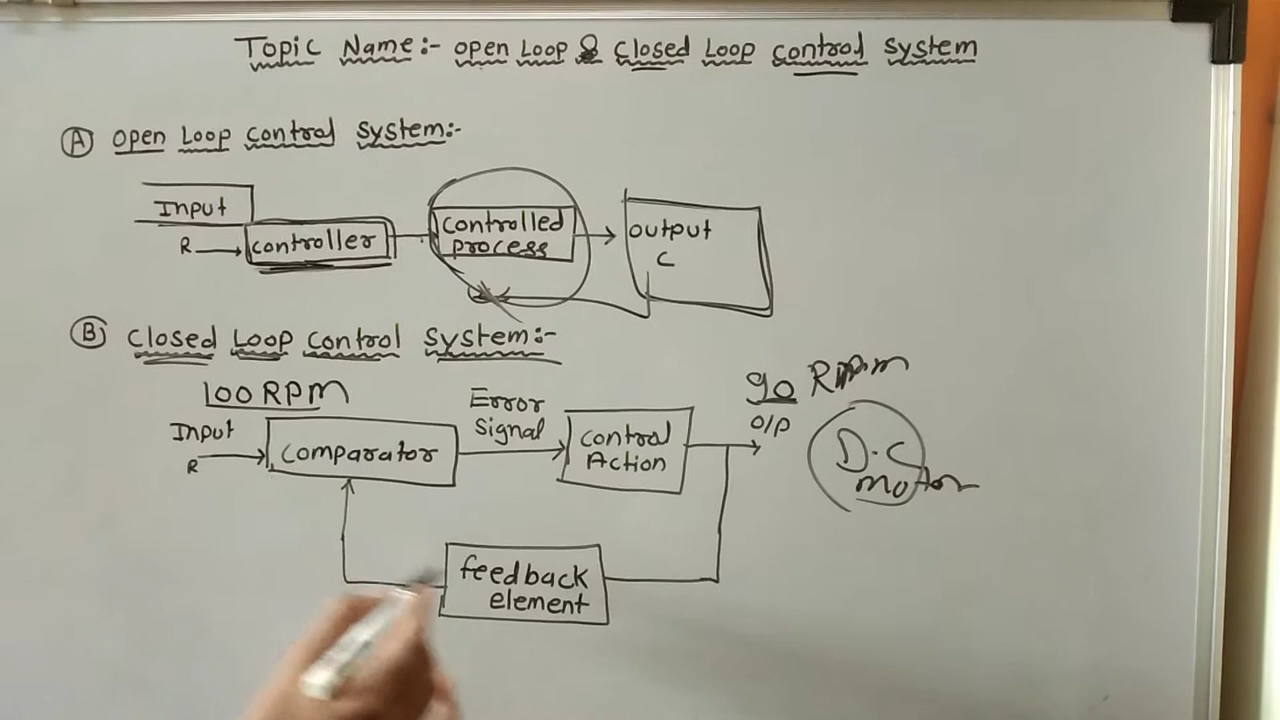 Topic Name:- open Loop & closed Loop control system
(A) open Loop control system:-
Input
R
controller
controlled
process
output
C
(B) closed Loop control system:-
100 RPM
Input
R
comparator
Error
Signal
control
Action
90 RPM
O/P
D.C
motor
feedback
element